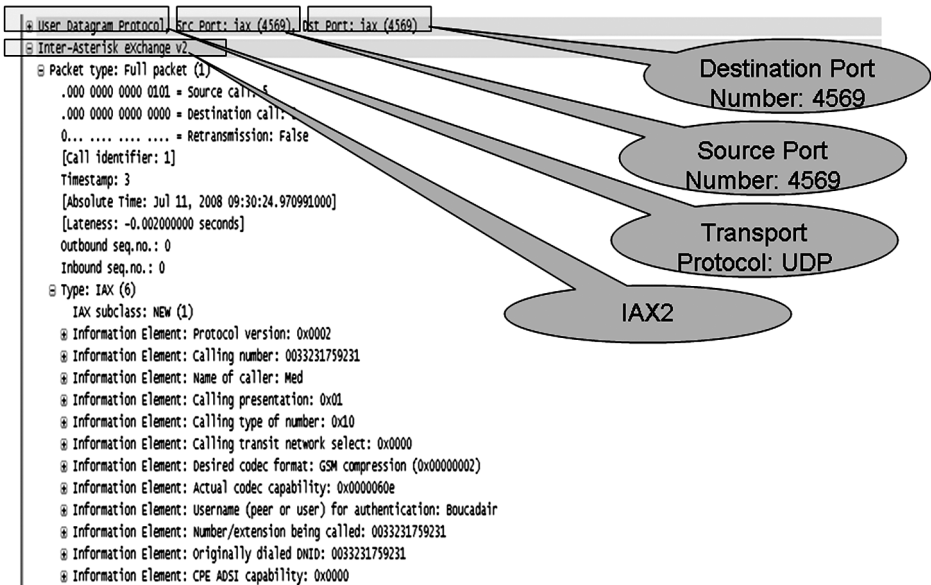 User Datagram Protocol, Src Port: iax (4569), Dst Port: iax (4569)
Inter-Asterisk eXchange v2
Packet type: Full packet (1)
.000 0000 0000 0101 = Source call: 5
.000 0000 0000 0000 = Destination call:
0... .... .... .... = Retransmission: False
[Call identifier: 1]
Timestamp: 3
[Absolute Time: Jul 11, 2008 09:30:24.970991000]
[Lateness: -0.002000000 seconds]
Outbound seq.no.: 0
Inbound seq.no.: 0
Type: IAX (6)
IAX subclass: NEW (1)
Information Element: Protocol version: 0x0002
Information Element: Calling number: 0033231759231
Information Element: Name of caller: Med
Information Element: Calling presentation: 0x01
Information Element: Calling type of number: 0x10
Information Element: Calling transit network select: 0x0000
Information Element: Desired codec format: GSM compression (0x00000002)
Information Element: Actual codec capability: 0x0000060e
Information Element: Username (peer or user) for authentication: Boucadair
Information Element: Number/extension being called: 0033231759231
Information Element: Originally dialed DNID: 0033231759231
Information Element: CPE ADSI capability: 0x0000
Destination Port
Number: 4569
Source Port
Number: 4569
Transport
Protocol: UDP
IAX2